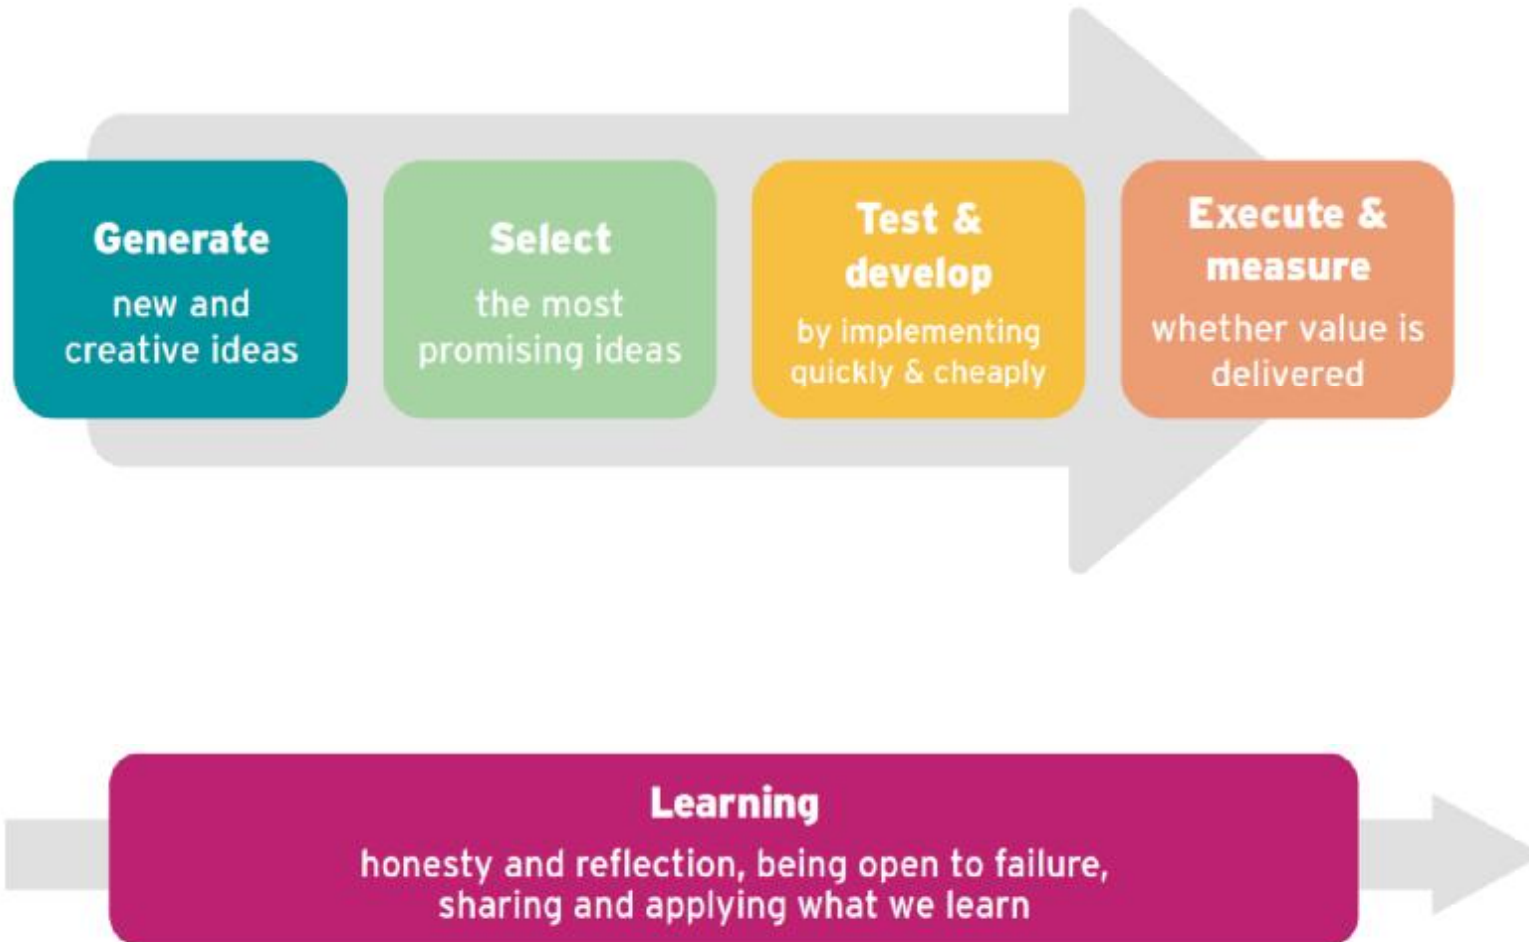 Generate
new and
creative ideas
Select
the most
promising ideas
Test &
develop
by implementing
quickly & cheaply
Execute &
measure
whether value is
delivered
Learning
honesty and reflection, being open to failure,
sharing and applying what we learn